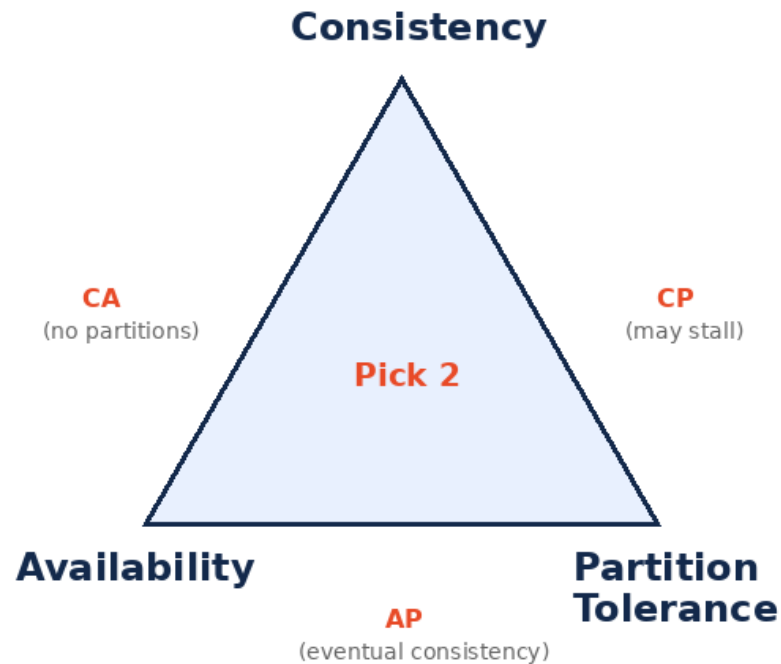 Consistency
CA
(no partitions)
CP
(may stall)
Pick 2
Availability
Partition
Tolerance
AP
(eventual consistency)